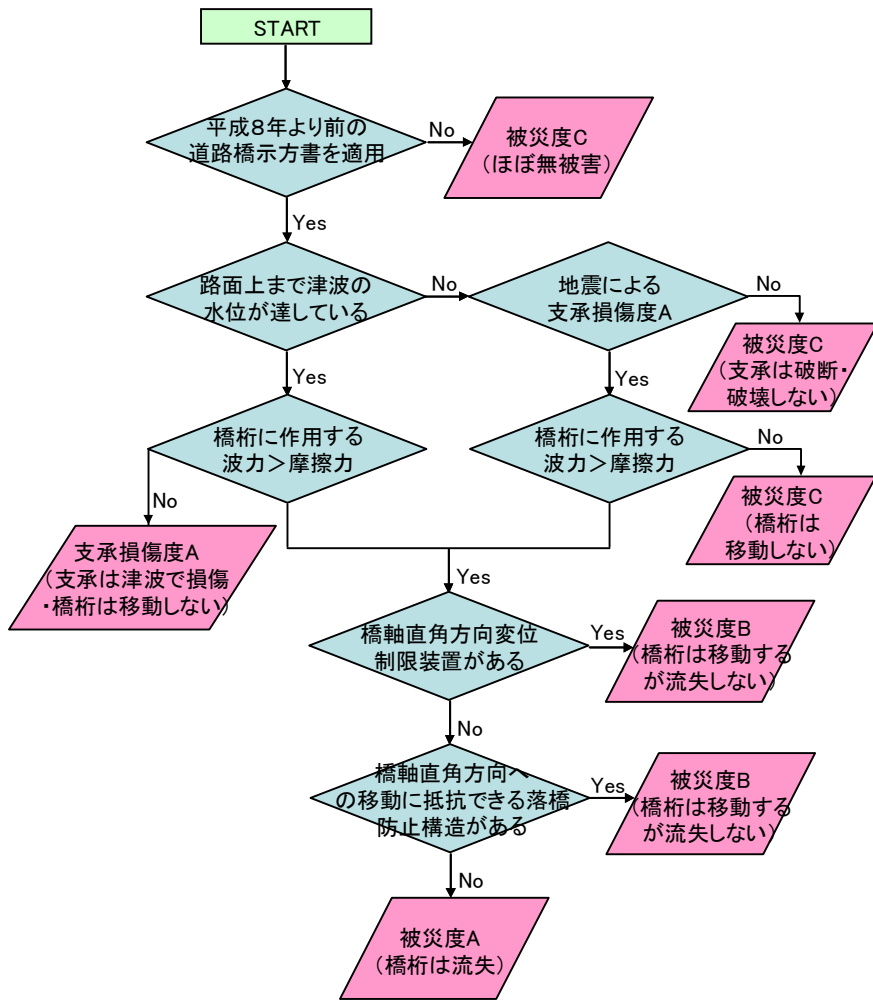 START
平成８年より前の
道路橋示方書を適用
No
被災度C
（ほぼ無被害）
Yes
路面上まで津波の
水位が達している
No
地震による
支承損傷度A
No
被災度C
（支承は破断・
破壊しない）
Yes
Yes
橋桁に作用する
波力＞摩擦力
橋桁に作用する
波力＞摩擦力
No
被災度C
（橋桁は
移動しない）
No
支承損傷度A
（支承は津波で損傷
・橋桁は移動しない）
Yes
橋軸直角方向変位
制限装置がある
Yes
被災度B
（橋桁は移動する
が流失しない）
No
橋軸直角方向へ
の移動に抵抗できる落橋
防止構造がある
Yes
被災度B
（橋桁は移動する
が流失しない）
No
被災度A
（橋桁は流失）